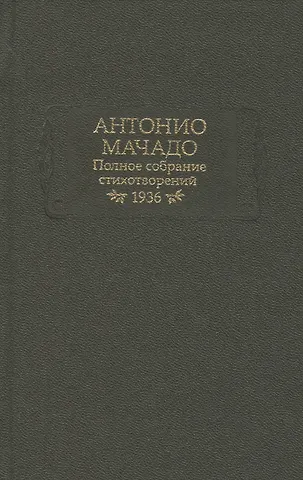 АНТОНИО
МАЧАДО
Полное собрание
стихотворений
1936